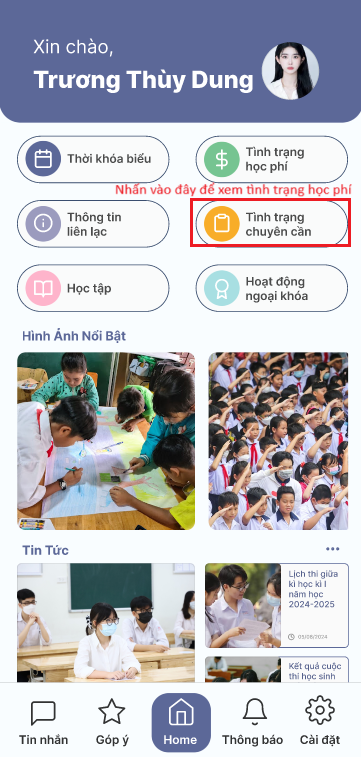 Xin chào,
Trương Thùy Dung
Thời khóa biểu
Tình trạng
học phí
Nhấn vào đây để xem tình trạng học phí
Thông tin
liên lạc
Tình trạng
chuyên cần
Học tập
Hoạt động
ngoại khóa
Hình Ảnh Nổi Bật
Tin Tức
Lịch thi giữa
kì học kì I
năm học
2024-2025
05/08/2024
Kết quả cuộc
thi học sinh
Tin nhắn
Góp ý
Home
Thông báo
Cài đặt